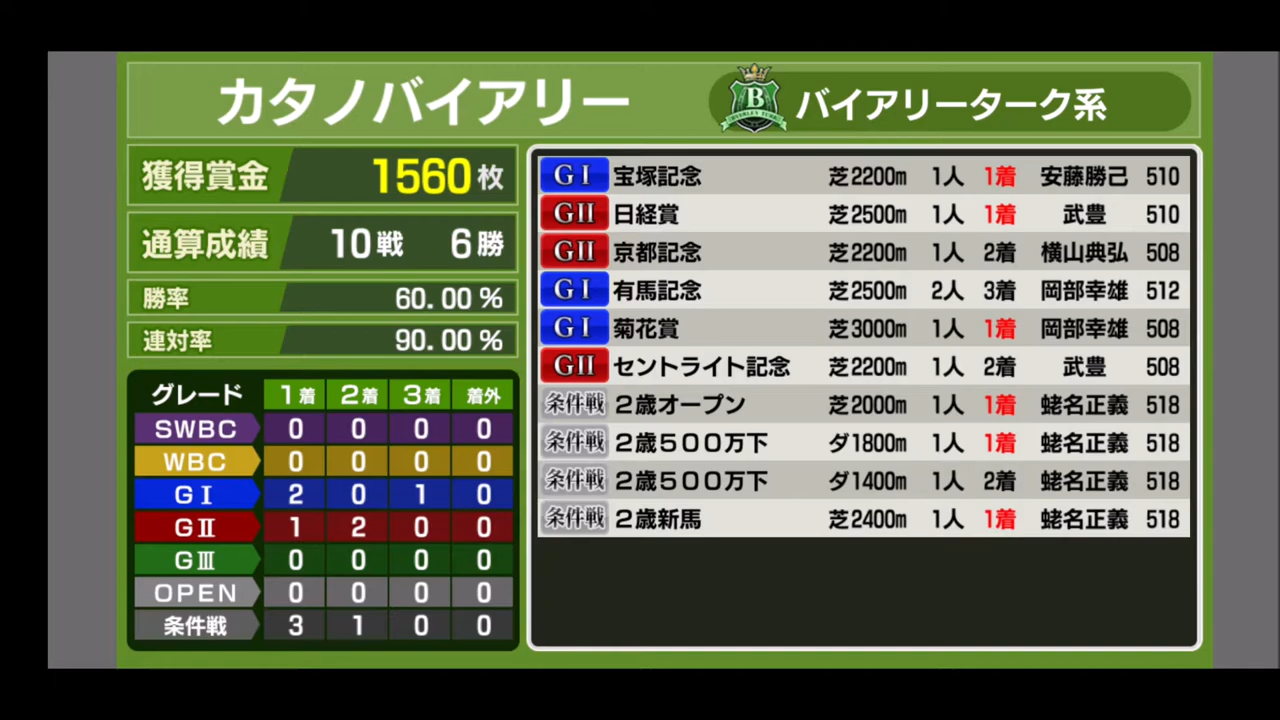 カタノバイアリー
B
BYERLEY TURK
バイアリーターク系
獲得賞金 1560枚
通算成績 10戦 6勝
勝率 60.00%
連対率 90.00%
グレード 1着 2着 3着 着外
SWBC 0 0 0 0
WBC 0 0 0 0
GⅠ 2 0 1 0
GⅡ 1 2 0 0
GⅢ 0 0 0 0
OPEN 0 0 0 0
条件戦 3 1 0 0
GⅠ 宝塚記念 芝2200m 1人 1着 安藤勝己 510
GⅡ 日経賞 芝2500m 1人 1着 武豊 510
GⅡ 京都記念 芝2200m 1人 2着 横山典弘 508
GⅠ 有馬記念 芝2500m 2人 3着 岡部幸雄 512
GⅠ 菊花賞 芝3000m 1人 1着 岡部幸雄 508
GⅡ セントライト記念 芝2200m 1人 2着 武豊 508
条件戦 2歳オープン 芝2000m 1人 1着 蛯名正義 518
条件戦 2歳500万下 ダ1800m 1人 1着 蛯名正義 518
条件戦 2歳500万下 ダ1400m 1人 2着 蛯名正義 518
条件戦 2歳新馬 芝2400m 1人 1着 蛯名正義 518